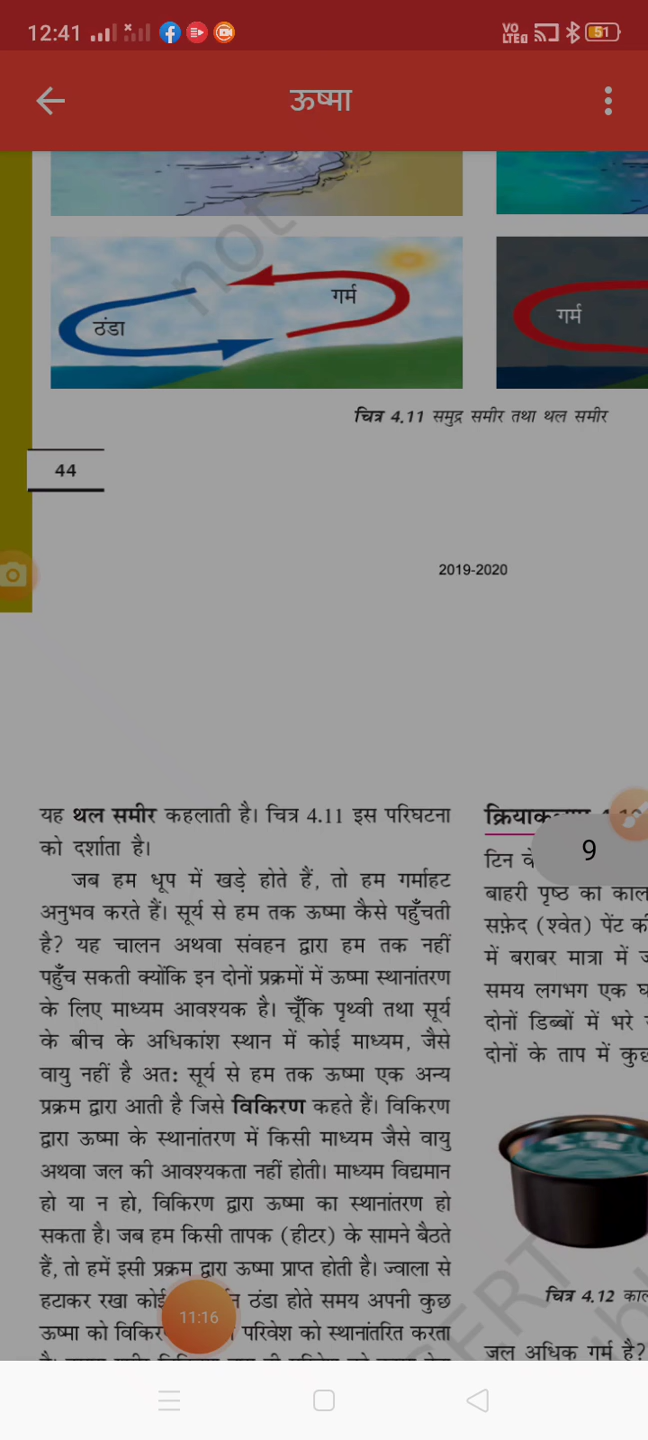 12:41
VO
LTE
51
ऊष्मा
not
ठंडा
गर्म
गर्म
चित्र 4.11 समुद्र समीर तथा थल समीर
44
2019-2020
यह थल समीर कहलाती है। चित्र 4.11 इस परिघटना
को दर्शाता है।
जब हम धूप में खड़े होते हैं, तो हम गर्माहट
अनुभव करते हैं। सूर्य से हम तक ऊष्मा कैसे पहुँचती
है? यह चालन अथवा संवहन द्वारा हम तक नहीं
पहुँच सकती क्योंकि इन दोनों प्रक्रमों में ऊष्मा स्थानांतरण
के लिए माध्यम आवश्यक है। चूँकि पृथ्वी तथा सूर्य
के बीच के अधिकांश स्थान में कोई माध्यम, जैसे
वायु नहीं है अत: सूर्य से हम तक ऊष्मा एक अन्य
प्रक्रम द्वारा आती है जिसे विकिरण कहते हैं। विकिरण
द्वारा ऊष्मा के स्थानांतरण में किसी माध्यम जैसे वायु
अथवा जल की आवश्यकता नहीं होती। माध्यम विद्यमान
हो या न हो, विकिरण द्वारा ऊष्मा का स्थानांतरण हो
सकता है। जब हम किसी तापक (हीटर) के सामने बैठते
हैं, तो हमें इसी प्रक्रम द्वारा ऊष्मा प्राप्त होती है। ज्वाला से
हटाकर रखा कोई ठंडा होते समय अपनी कुछ
ऊष्मा को परिवेश को स्थानांतरित करता
11:16
9
टिन
बाहरी पृष्ठ को
सफ़ेद (श्वेत) पेंट
में बराबर मात्रा में
समय लगभग एक
दोनों डिब्बों में भरे
दोनों के ताप में
चित्र 4.12
जल अधिक गर्म है?